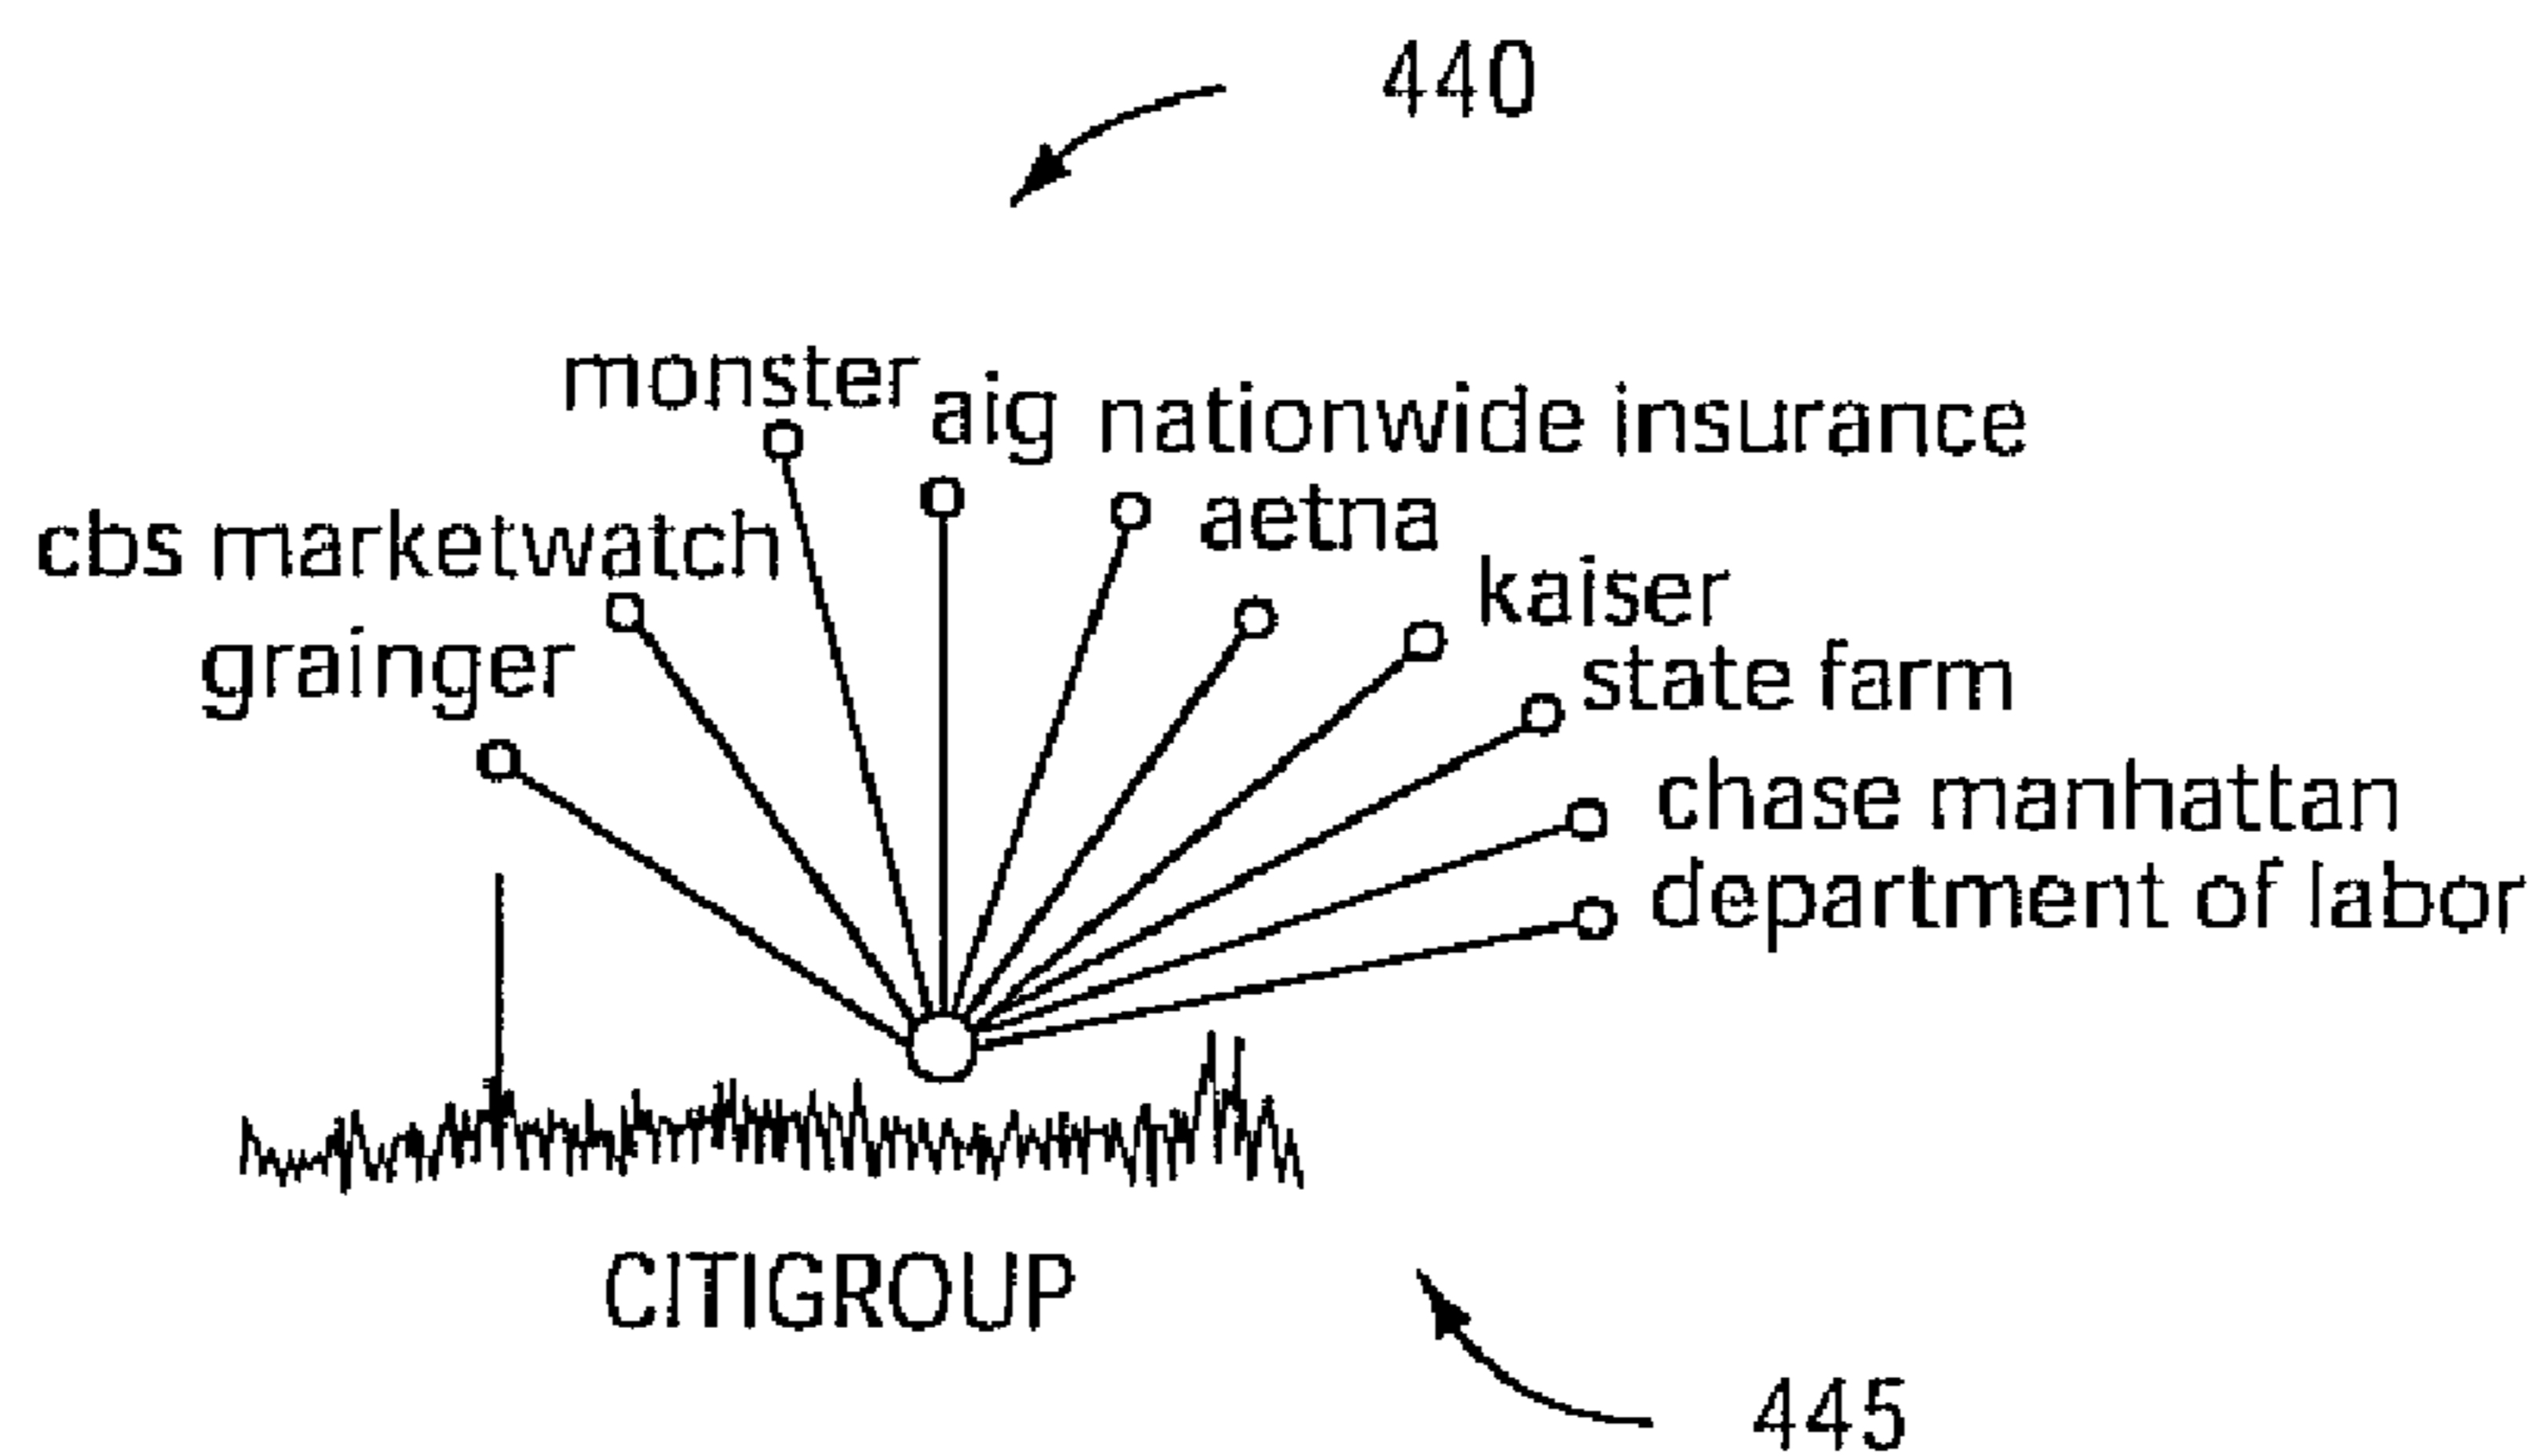 440
monster
aig
nationwide insurance
cbs marketwatch
aetna
kaiser
grainger
state farm
chase manhattan
department of labor
CITIGROUP
445